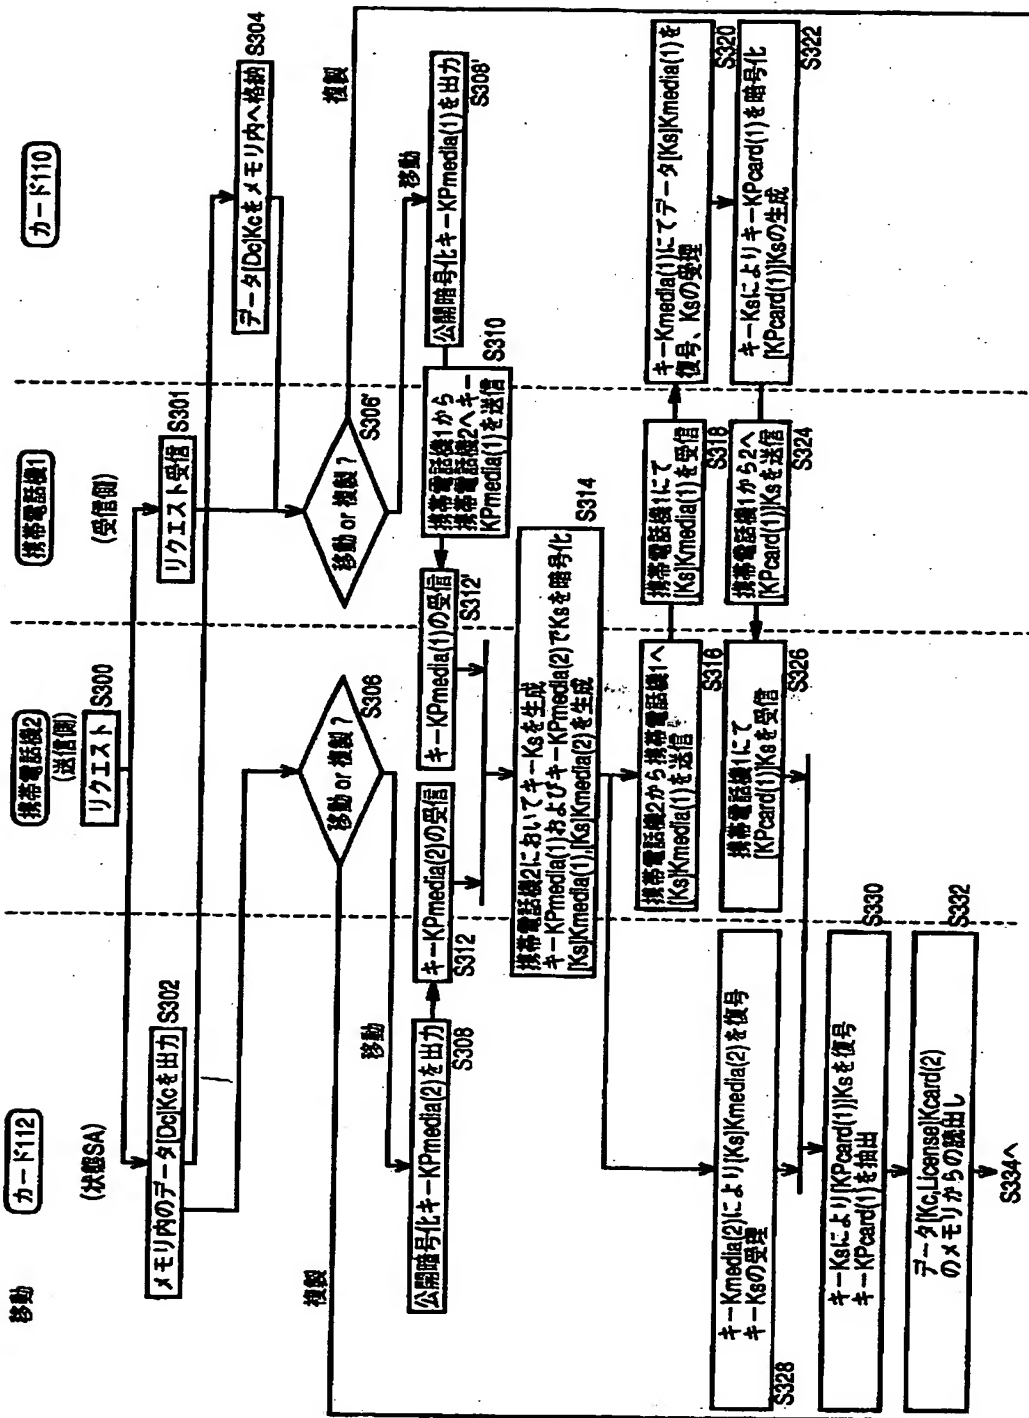 移動
カード112
(状態SA)
携帯電話機2
(送信側)
携帯電話機1
(受信側)
カード110
リクエスト
S300
リクエスト受信
S301
メモリ内のデータ[Dc]Kcを出力
S302
データ[Dc]Kcをメモリ内へ格納
S304
移動 or 複製 ?
S306
移動 or 複製 ?
S306'
複製
移動
複製
移動
公開暗号化キーKPmedia(2)を出力
S308
公開暗号化キーKPmedia(1)を出力
S308'
携帯電話機1から
携帯電話機2へキー
KPmedia(1)を送信
S310
キーKPmedia(2)の受信
S312
キーKPmedia(1)の受信
S312'
携帯電話機2においてキーKsを生成
キーKPmedia(1)およびキーKPmedia(2)でKsを暗号化
[Ks]Kmedia(1),[Ks]Kmedia(2)を生成
S314
携帯電話機2から携帯電話機1へ
[Ks]Kmedia(1)を送信
S316
携帯電話機1にて
[Ks]Kmedia(1)を受信
S318
キーKmedia(1)にてデータ[Ks]Kmedia(1)を
復号、Ksの受理
S320
キーKsによりキーKPcard(1)を暗号化
[KPcard(1)]Ksの生成
S322
携帯電話機1から2へ
[KPcard(1)]Ksを送信
S324
携帯電話機1にて
[KPcard(1)]Ksを受信
S326
キーKmedia(2)により[Ks]Kmedia(2)を復号
キーKsの受理
S328
キーKsにより[KPcard(1)]Ksを復号
キーKPcard(1)を抽出
S330
データ[Kc,License]Kcard(2)
のメモリからの読出し
S332
S334へ